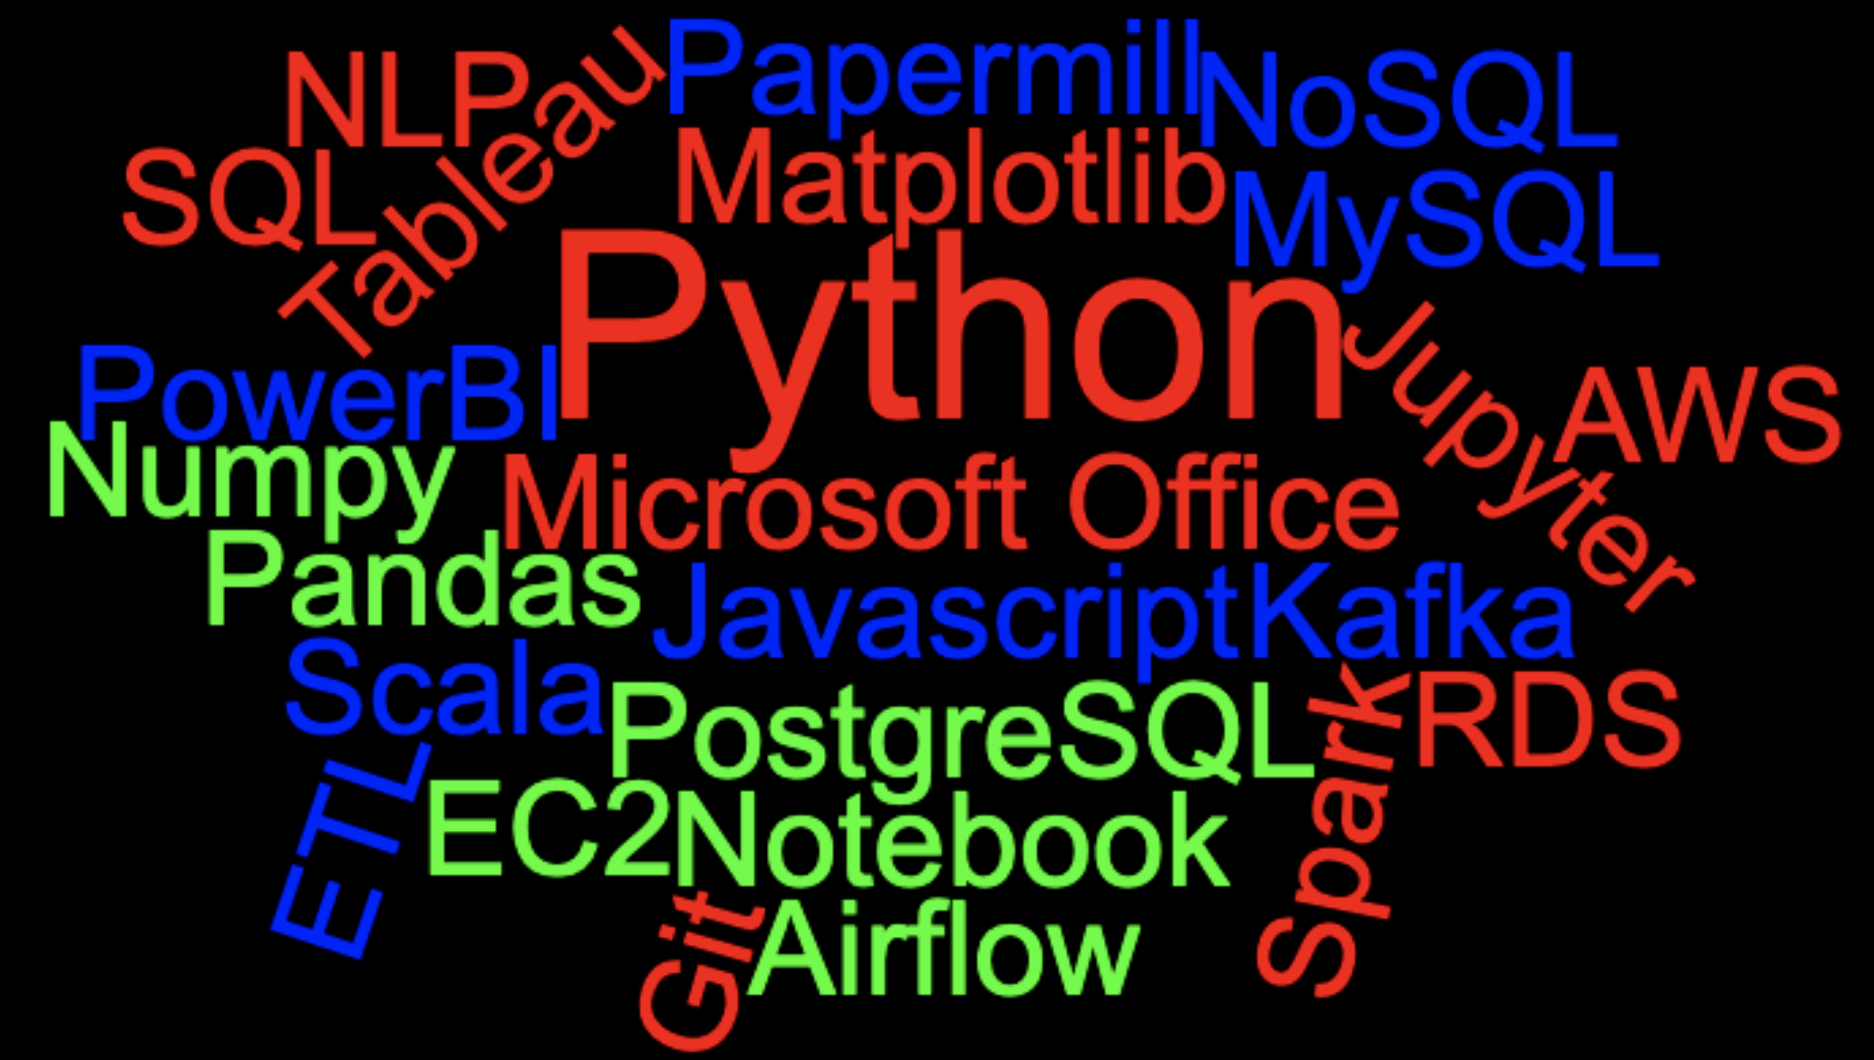 Papermill
NLP
NoSQL
Tableau
Matplotlib
SQL
MySQL
Python
Jupyter
PowerBI
AWS
Numpy
Microsoft Office
Pandas
Javascript
Kafka
Scala
PostgreSQL
RDS
Spark
ETL
EC2
Notebook
Git
Airflow